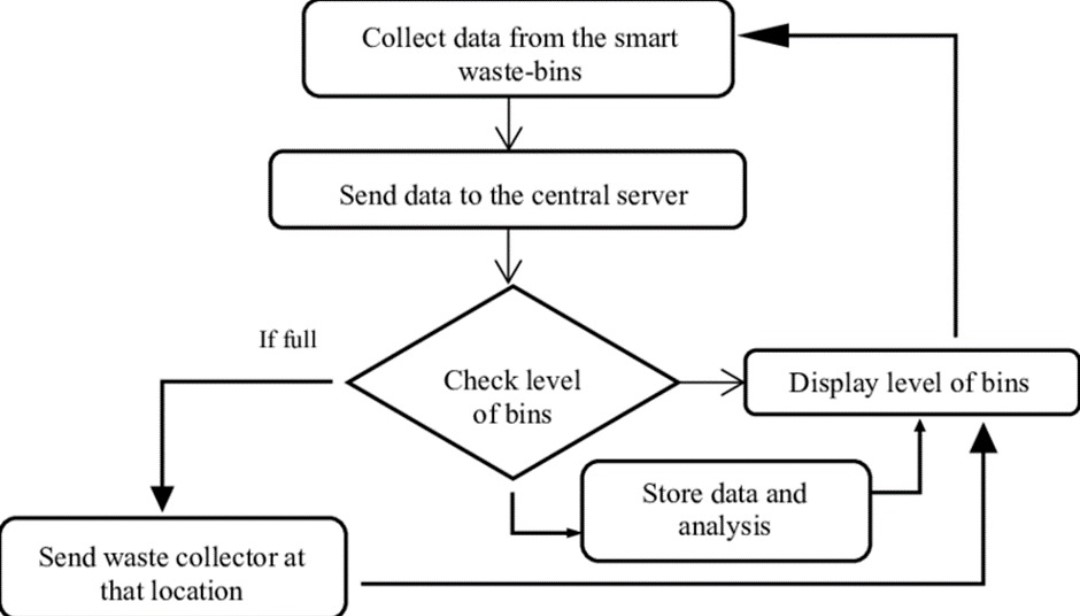 Collect data from the smart
waste-bins
Send data to the central server
If full
Check level
of bins
Display level of bins
Store data and
analysis
Send waste collector at
that location